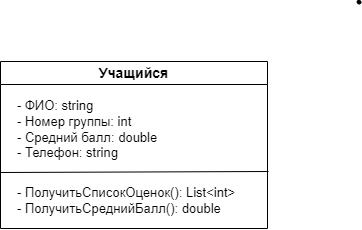 Учащийся
- ФИО: string
- Номер группы: int
- Средний балл: double
- Телефон: string
- ПолучитьСписокОценок(): List<int>
- ПолучитьСреднийБалл(): double